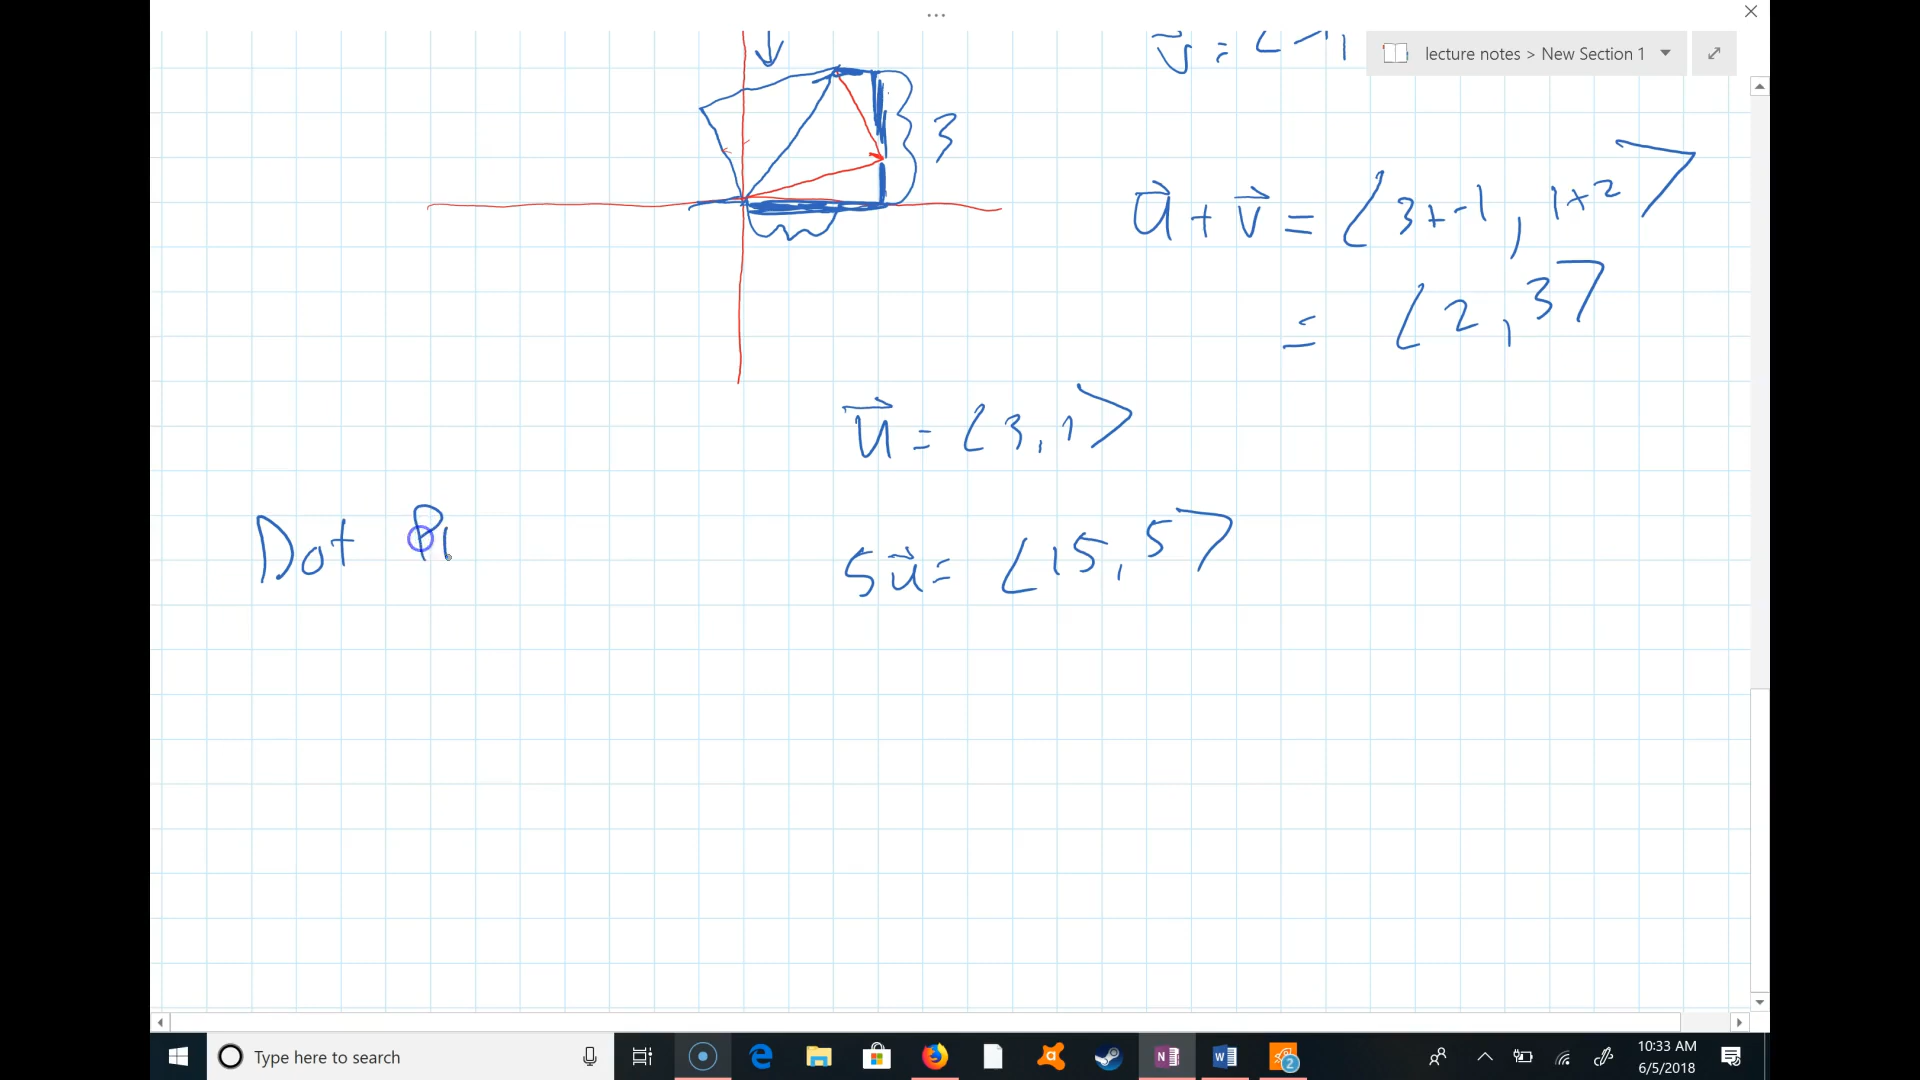 lecture notes > New Section 1
3
u + v = ⟨3+-1, 1+2⟩
= ⟨2, 3⟩
u = ⟨3, 1⟩
Dot
5u = ⟨15, 5⟩
Type here to search
2
10:33 AM
6/5/2018